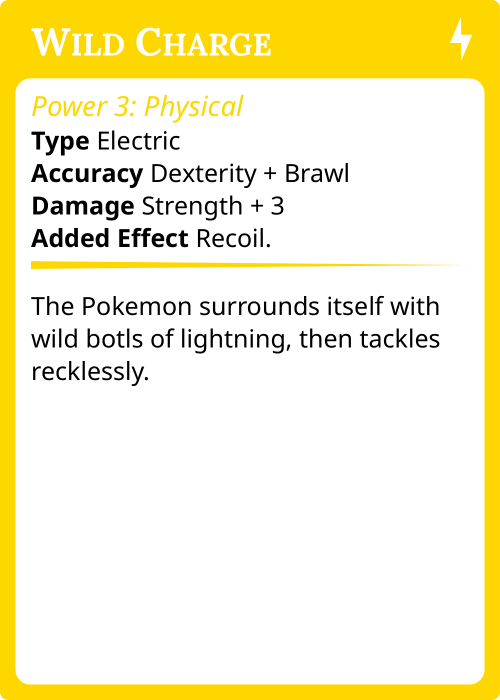 Wild Charge
Power 3: Physical
Type Electric
Accuracy Dexterity + Brawl
Damage Strength + 3
Added Effect Recoil.
The Pokemon surrounds itself with
wild botls of lightning, then tackles
recklessly.